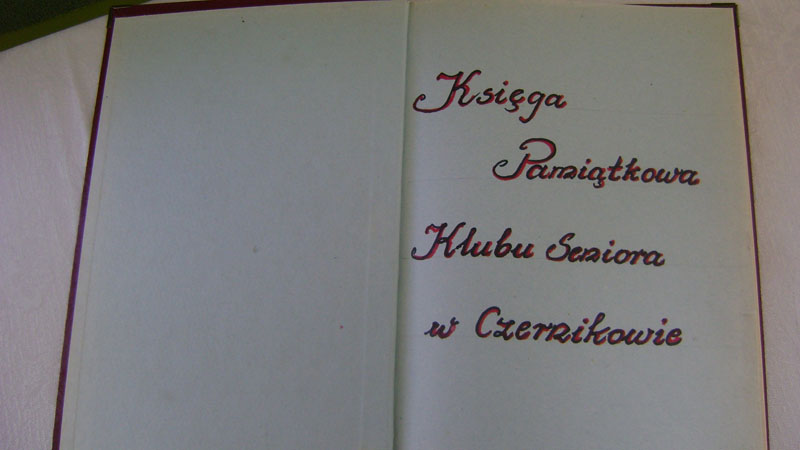 Księga
Pamiątkowa
Klubu Seniora
w Czernikowie